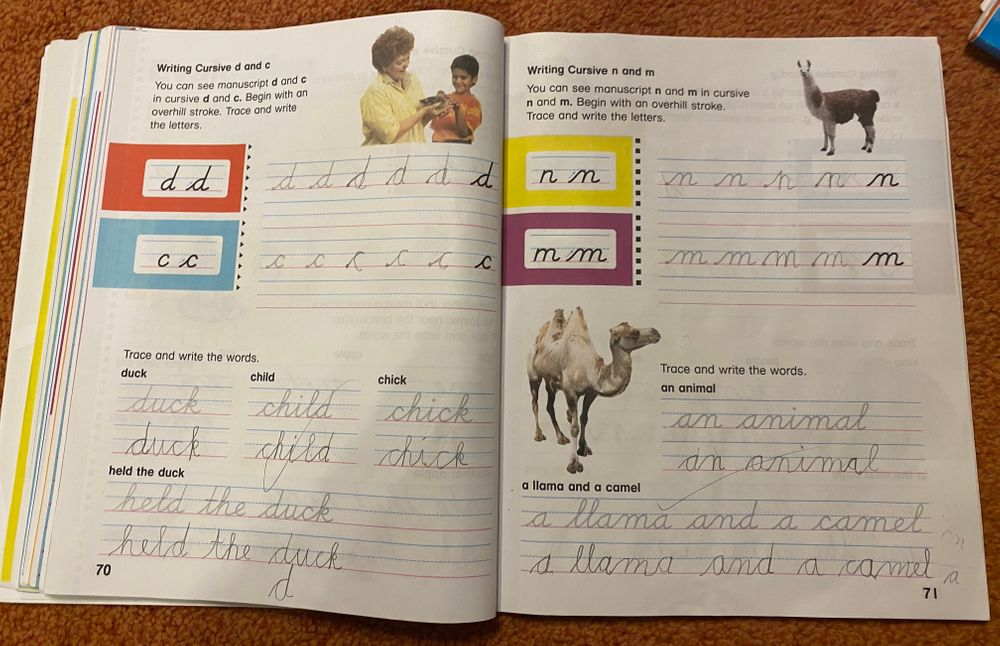 Writing Cursive d and c
You can see manuscript d and c
in cursive d and c. Begin with an
overhill stroke. Trace and write
the letters.
d d
d d d d d d
c c
c c c c c c
Trace and write the words.
duck child chick
duck child chick
duck child chick
held the duck
held the duck
held the duck
d
70
Writing Cursive n and m
You can see manuscript n and m in cursive
n and m. Begin with an overhill stroke.
Trace and write the letters.
n n
n n n n n
m m
m m m m m
Trace and write the words.
an animal
an animal
an animal
a llama and a camel
a llama and a camel
n
a llama and a camel
a
71